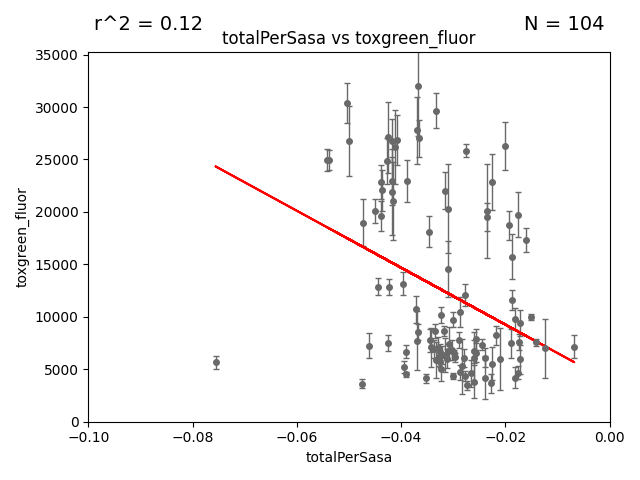 r^2 = 0.12
N = 104
totalPerSasa vs toxgreen_fluor
35000
30000
25000
20000
15000
10000
5000
0
toxgreen_fluor
−0.10
−0.08
−0.06
−0.04
−0.02
0.00
totalPerSasa